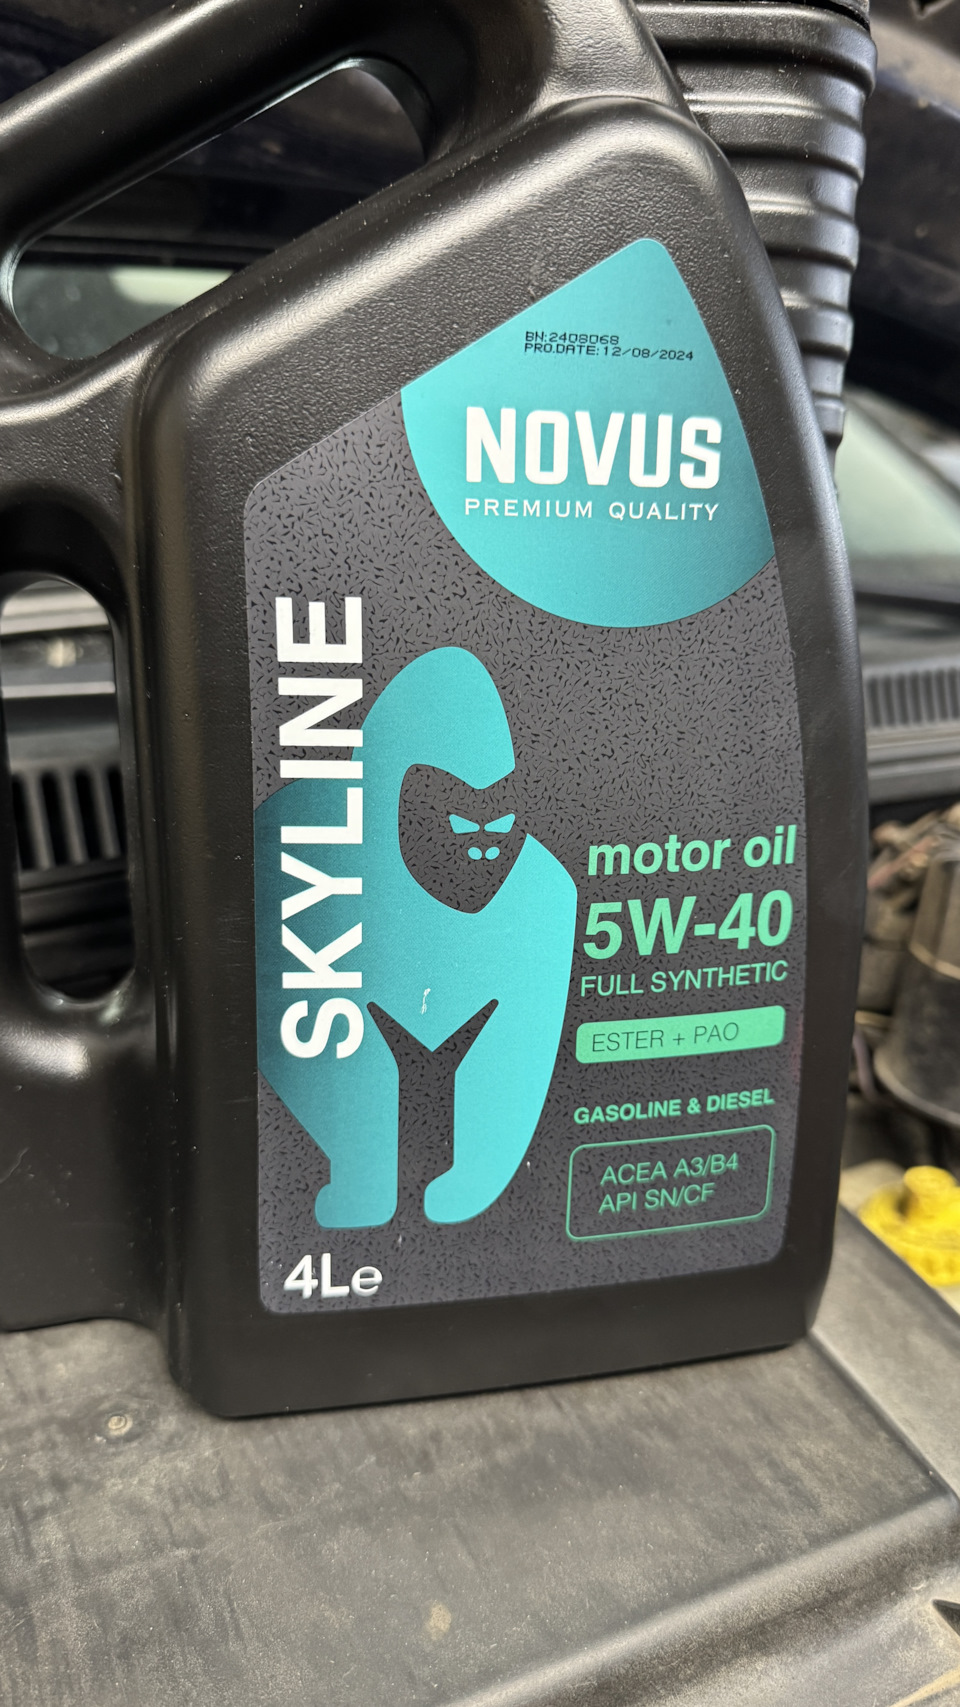 BN:2408068
PRO.DATE:12/08/2024
NOVUS
PREMIUM QUALITY
SKYLINE
motor oil
5W-40
FULL SYNTHETIC
ESTER + PAO
GASOLINE & DIESEL
ACEA A3/B4
API SN/CF
4Le